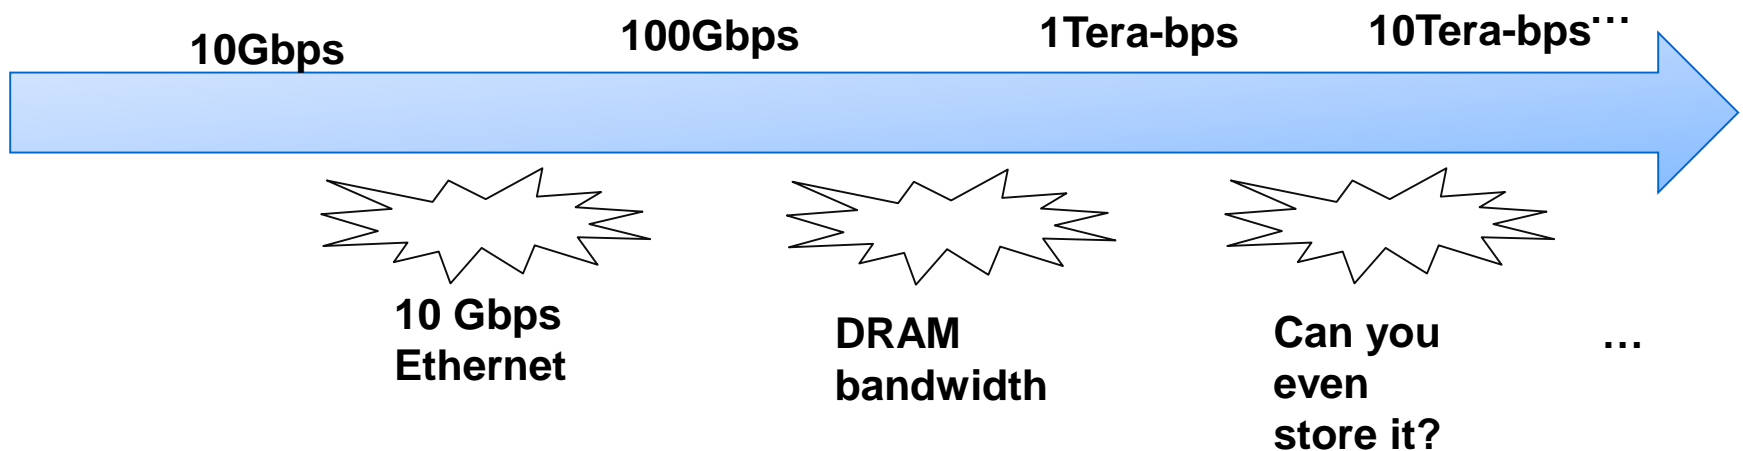 10Gbps
100Gbps
1Tera-bps
10Tera-bps…
10 Gbps
Ethernet
DRAM
bandwidth
Can you
even
store it?
…